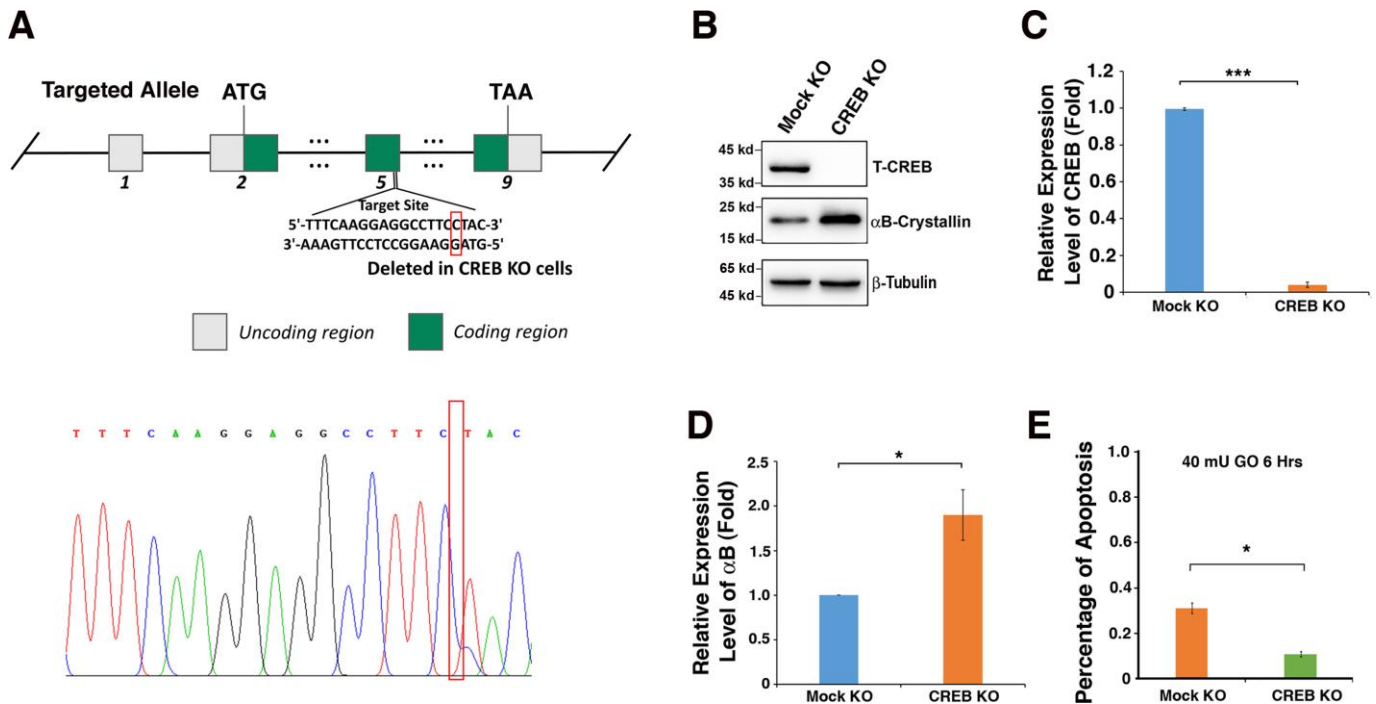 A
Targeted Allele ATG TAA
... ...
... ...
1 2 5 9
Target Site
5'-TTTCAAGGAGGCCTTCCTAC-3'
3'-AAAGTTCCTCCGGAAGGATG-5'
Deleted in CREB KO cells
Uncoding region Coding region
T T T C A A G G A G G C C T T C T A C
B
Mock KO CREB KO
45 kd
35 kd
T-CREB
25 kd
15 kd
αB-Crystallin
65 kd
45 kd
β-Tubulin
C
Relative Expression
Level of CREB (Fold)
1.2
1.0
0.8
0.6
0.4
0.2
0
***
Mock KO CREB KO
D
Relative Expression
Level of αB (Fold)
2.5
2.0
1.5
1.0
0.5
0
*
Mock KO CREB KO
E
Percentage of Apoptosis
1.0
0.8
0.6
0.4
0.2
0
40 mU GO 6 Hrs
*
Mock KO CREB KO